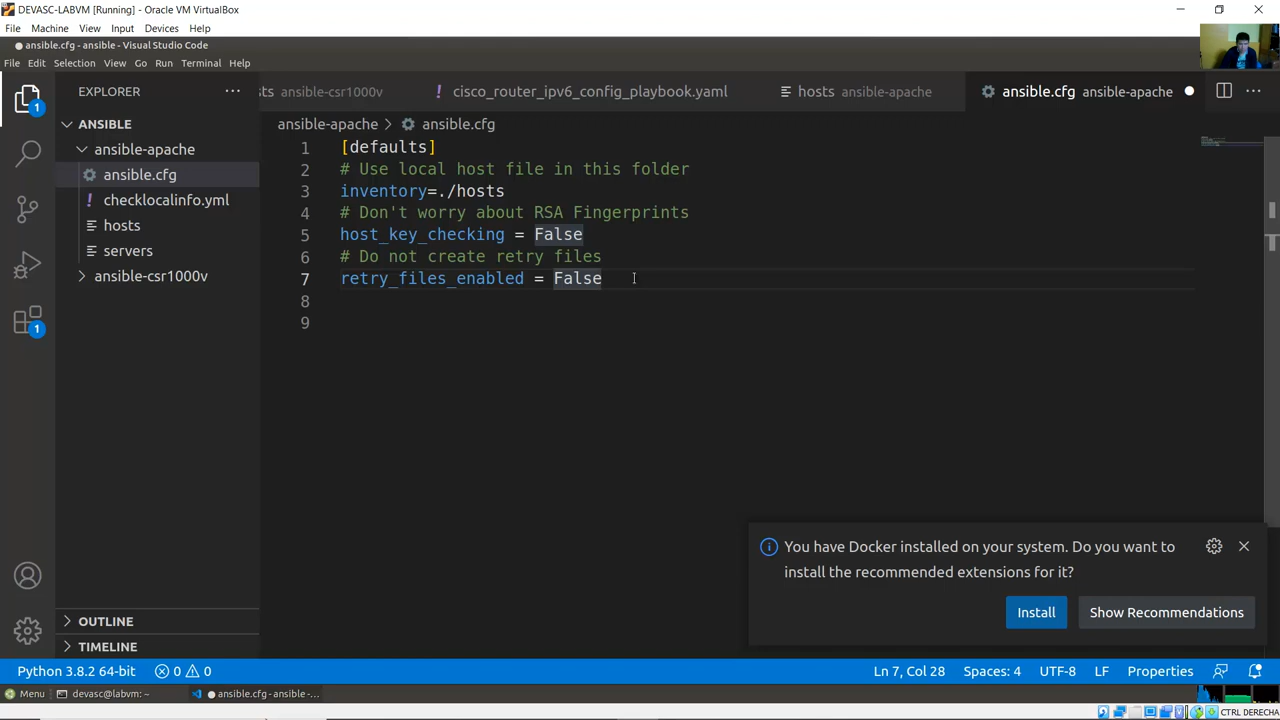 DEVASC-LABVM [Running] - Oracle VM VirtualBox
File Machine View Input Devices Help
ansible.cfg - ansible - Visual Studio Code
File Edit Selection View Go Run Terminal Help
EXPLORER
sts ansible-csr1000v
! cisco_router_ipv6_config_playbook.yaml
hosts ansible-apache
ansible.cfg ansible-apache
ANSIBLE
ansible-apache
ansible.cfg
! checklocalinfo.yml
hosts
servers
ansible-csr1000v
ansible-apache > ansible.cfg
1 [defaults]
2 # Use local host file in this folder
3 inventory=./hosts
4 # Don't worry about RSA Fingerprints
5 host_key_checking = False
6 # Do not create retry files
7 retry_files_enabled = False
8
9
1
1
You have Docker installed on your system. Do you want to
install the recommended extensions for it?
Install
Show Recommendations
OUTLINE
TIMELINE
Python 3.8.2 64-bit
0 0
Ln 7, Col 28
Spaces: 4
UTF-8
LF
Properties
Menu
devasc@labvm: ~
ansible.cfg - ansible -...
CTRL DERECHA